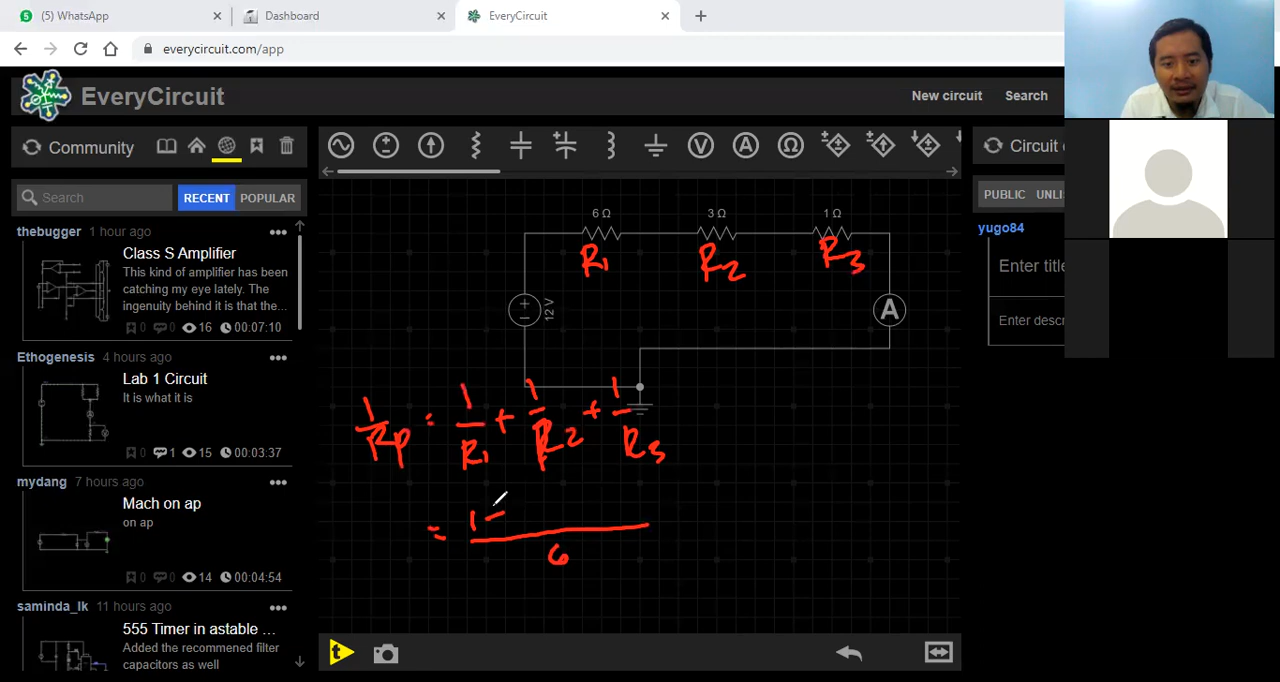 (5) WhatsApp
Dashboard
EveryCircuit
everycircuit.com/app
EveryCircuit
New circuit
Search
Community
Search
RECENT
POPULAR
thebugger 1 hour ago
Class S Amplifier
This kind of amplifier has been
catching my eye lately. The
ingenuity behind it is that the...
0 0 16 00:07:10
Ethogenesis 4 hours ago
Lab 1 Circuit
It is what it is
0 1 15 00:03:37
mydang 7 hours ago
Mach on ap
on ap
0 0 14 00:04:54
saminda_lk 11 hours ago
555 Timer in astable ...
Added the recommened filter
capacitors as well
V A Ω
6 Ω 3 Ω 1 Ω
R1 R2 R3
12 V
A
1/Rp = 1/R1 + 1/R2 + 1/R3
= 1 –
6
t
Circuit
PUBLIC
UNLI
yugo84
Enter title
Enter descr